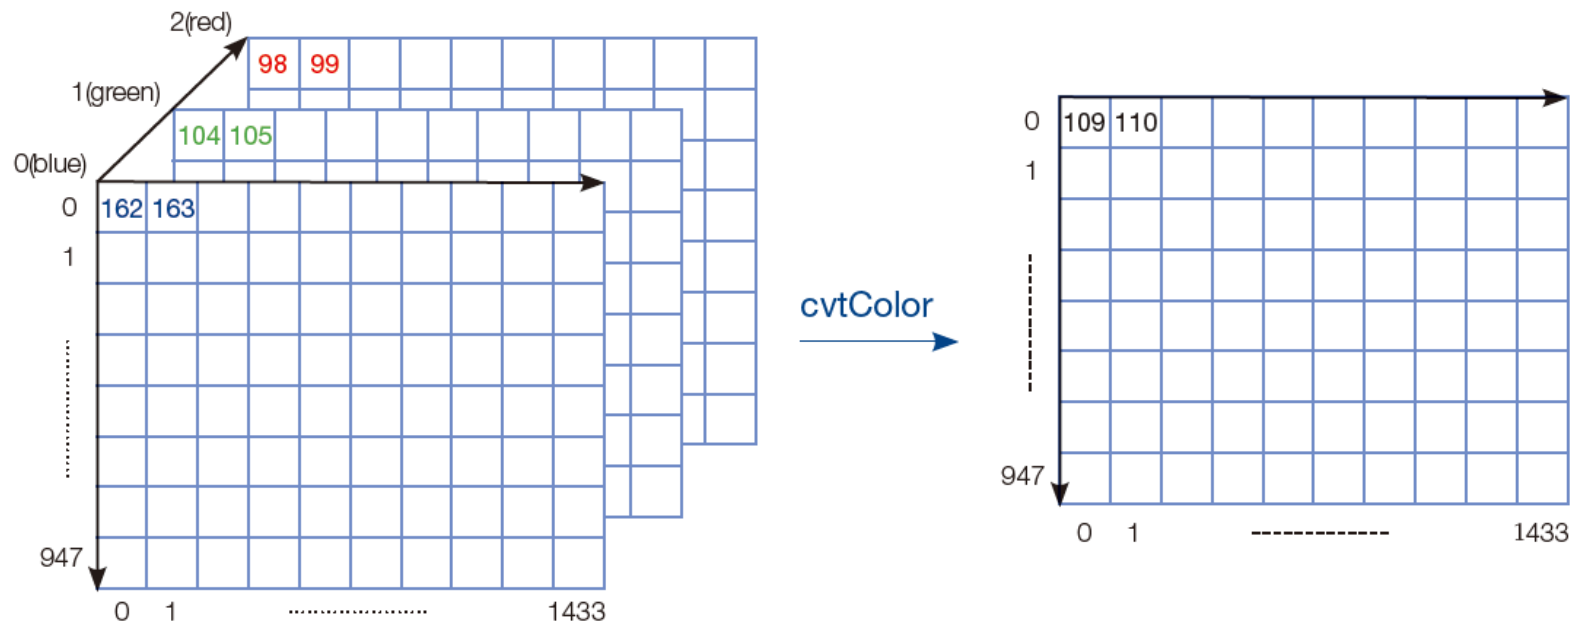 2(red)
98 99
1(green)
104 105
0(blue)
0 162 163
1
947
0 1 1433
cvtColor
0 109 110
1
947
0 1 1433